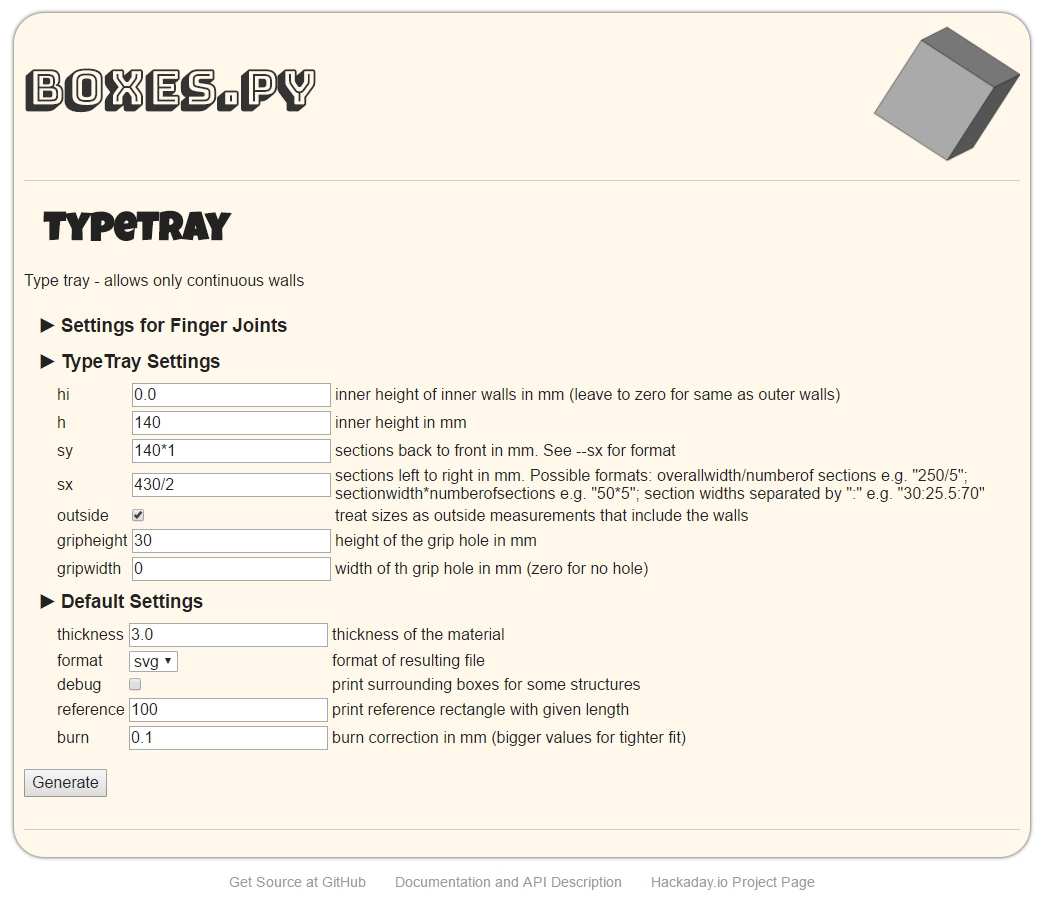 BOXES.PY
TYPETRAY
Type tray - allows only continuous walls
▶ Settings for Finger Joints
▶ TypeTray Settings
hi 0.0 inner height of inner walls in mm (leave to zero for same as outer walls)
h 140 inner height in mm
sy 140*1 sections back to front in mm. See --sx for format
sx 430/2 sections left to right in mm. Possible formats: overallwidth/numberof sections e.g. "250/5";
sectionwidth*numberofsections e.g. "50*5"; section widths separated by ":" e.g. "30:25.5:70"
outside treat sizes as outside measurements that include the walls
gripheight 30 height of the grip hole in mm
gripwidth 0 width of th grip hole in mm (zero for no hole)
▶ Default Settings
thickness 3.0 thickness of the material
format svg format of resulting file
debug print surrounding boxes for some structures
reference 100 print reference rectangle with given length
burn 0.1 burn correction in mm (bigger values for tighter fit)
Generate
Get Source at GitHub Documentation and API Description Hackaday.io Project Page